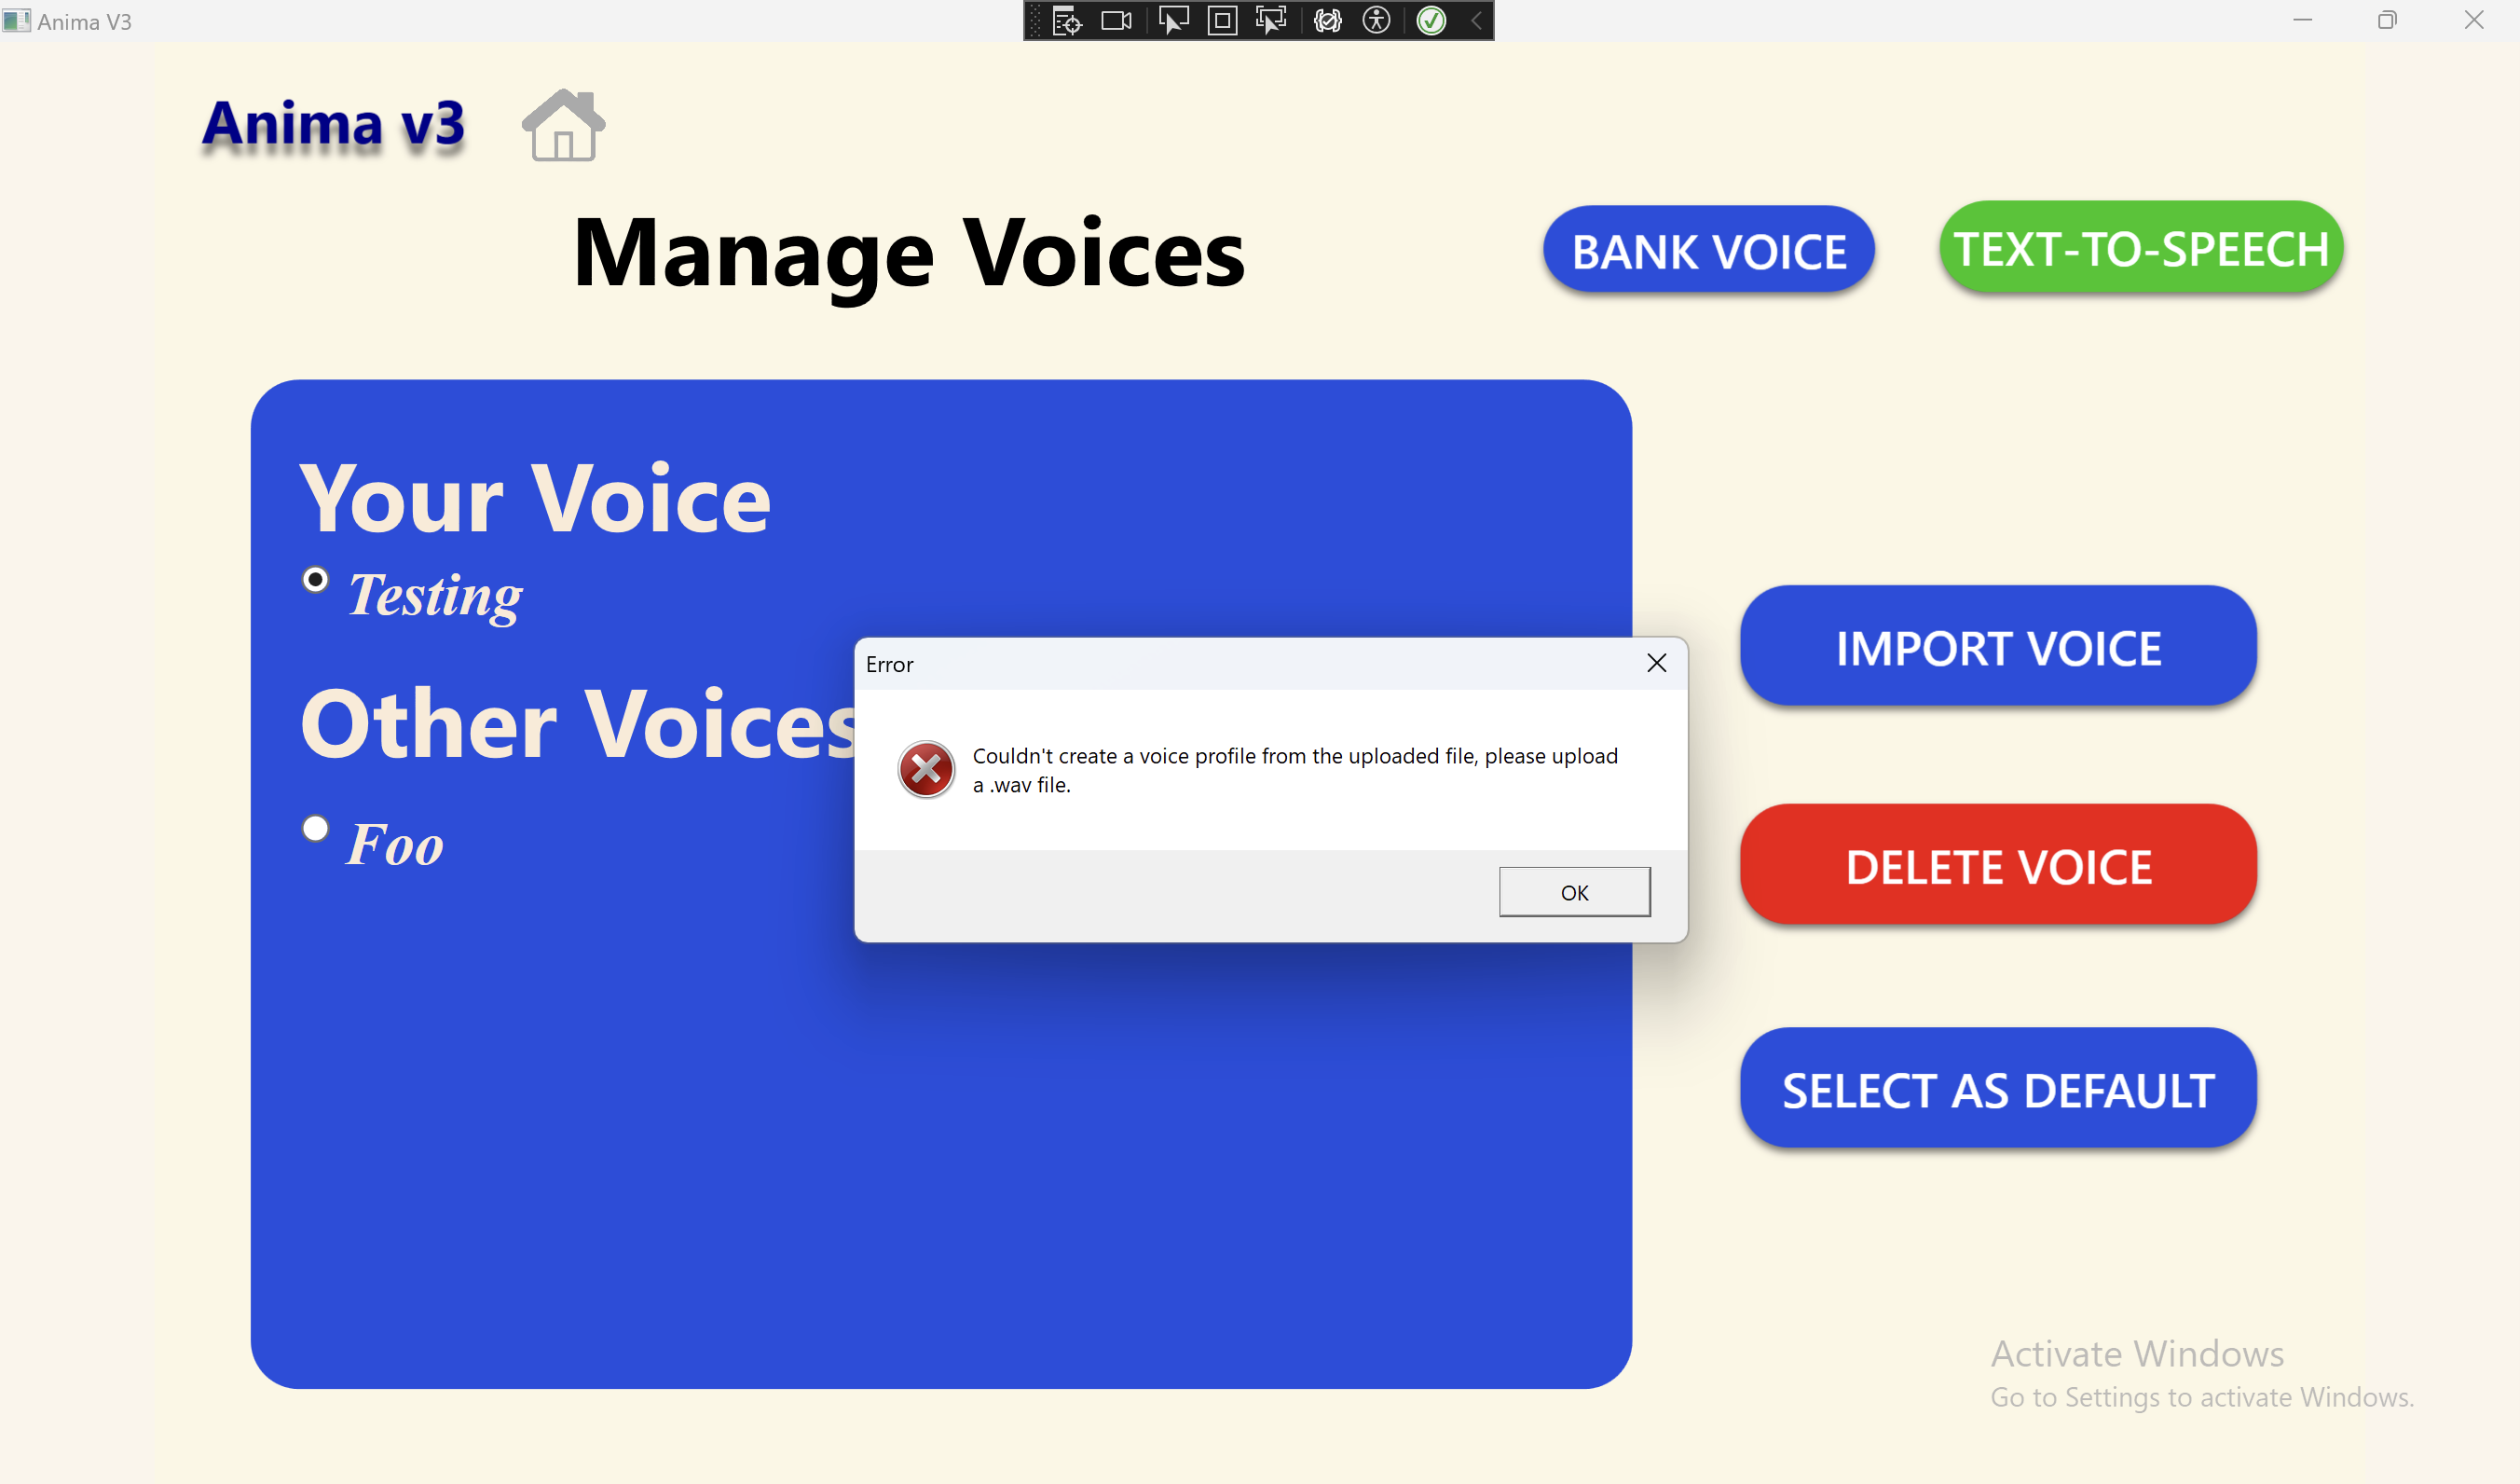 Anima V3
Anima v3
Manage Voices
BANK VOICE
TEXT-TO-SPEECH
Your Voice
Testing
Other Voices
Foo
Error
Couldn't create a voice profile from the uploaded file, please upload
a .wav file.
OK
IMPORT VOICE
DELETE VOICE
SELECT AS DEFAULT
Activate Windows
Go to Settings to activate Windows.